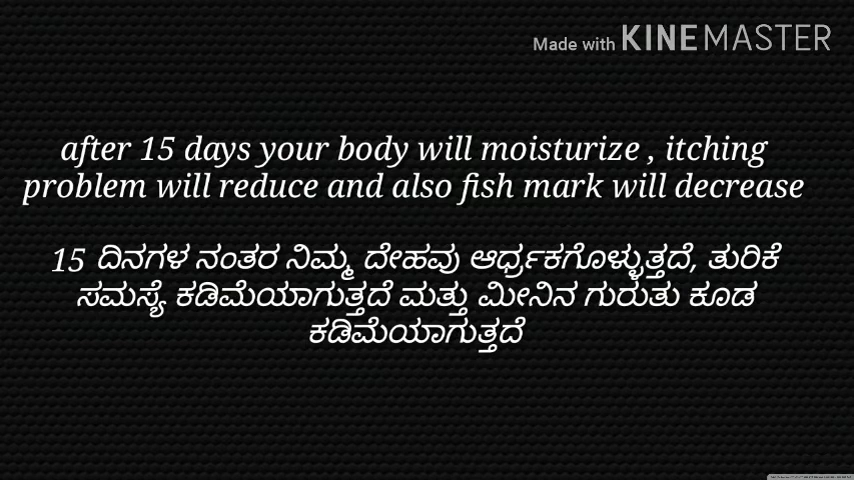 Made with KINEMASTER
after 15 days your body will moisturize , itching
problem will reduce and also fish mark will decrease
15 ದಿನಗಳ ನಂತರ ನಿಮ್ಮ ದೇಹವು ಆರ್ಧ್ರಕಗೊಳ್ಳುತ್ತದೆ, ತುರಿಕೆ
ಸಮಸ್ಯೆ ಕಡಿಮೆಯಾಗುತ್ತದೆ ಮತ್ತು ಮೀನಿನ ಗುರುತು ಕೂಡ
ಕಡಿಮೆಯಾಗುತ್ತದೆ